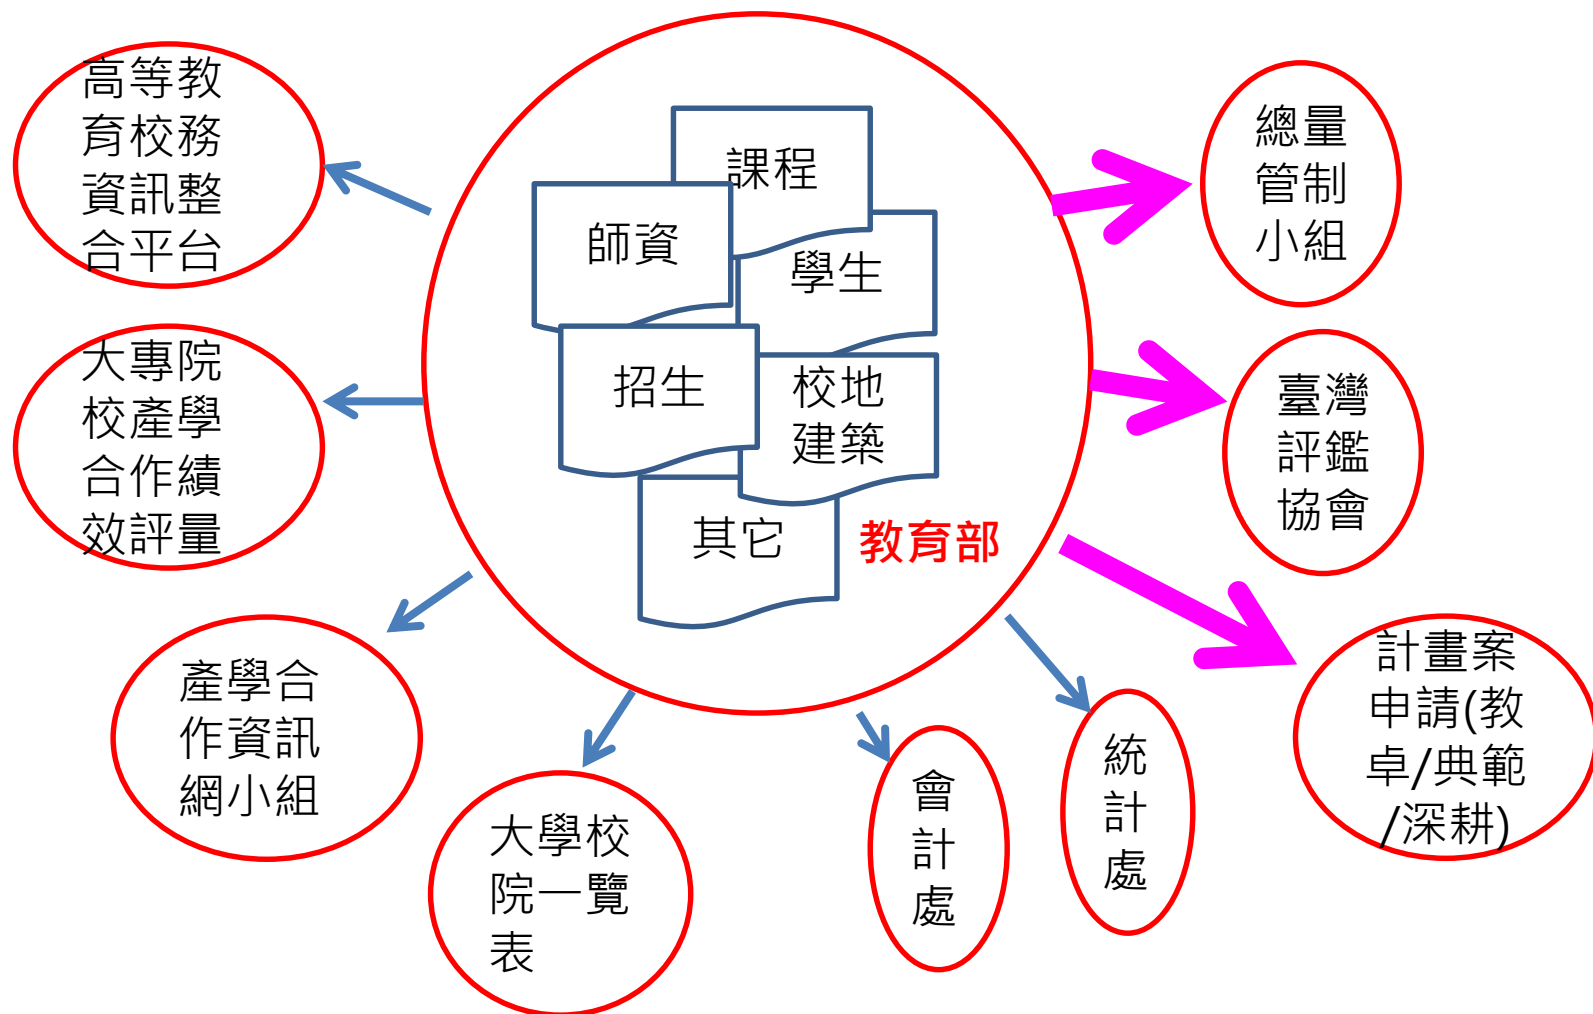 高等教
育校務
資訊整
合平台
大專院
校產學
合作績
效評量
產學合
作資訊
網小組
大學校
院一覽
表
課程
師資
學生
招生
校地
建築
其它
教育部
會
計
處
統
計
處
總量
管制
小組
臺灣
評鑑
協會
計畫案
申請(教
卓/典範
/深耕)